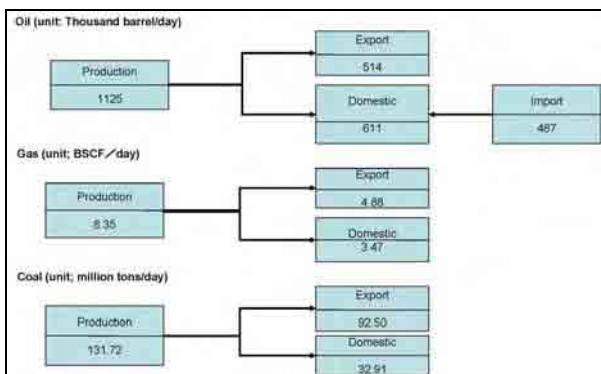 Oil (unit: Thousand barrel/day)
Export
514
Production
1125
Domestic
611
Import
487
Gas (unit; BSCF／day)
Export
4.88
Production
8.35
Domestic
3.47
Coal (unit; million tons/day)
Export
92.50
Production
131.72
Domestic
32.91